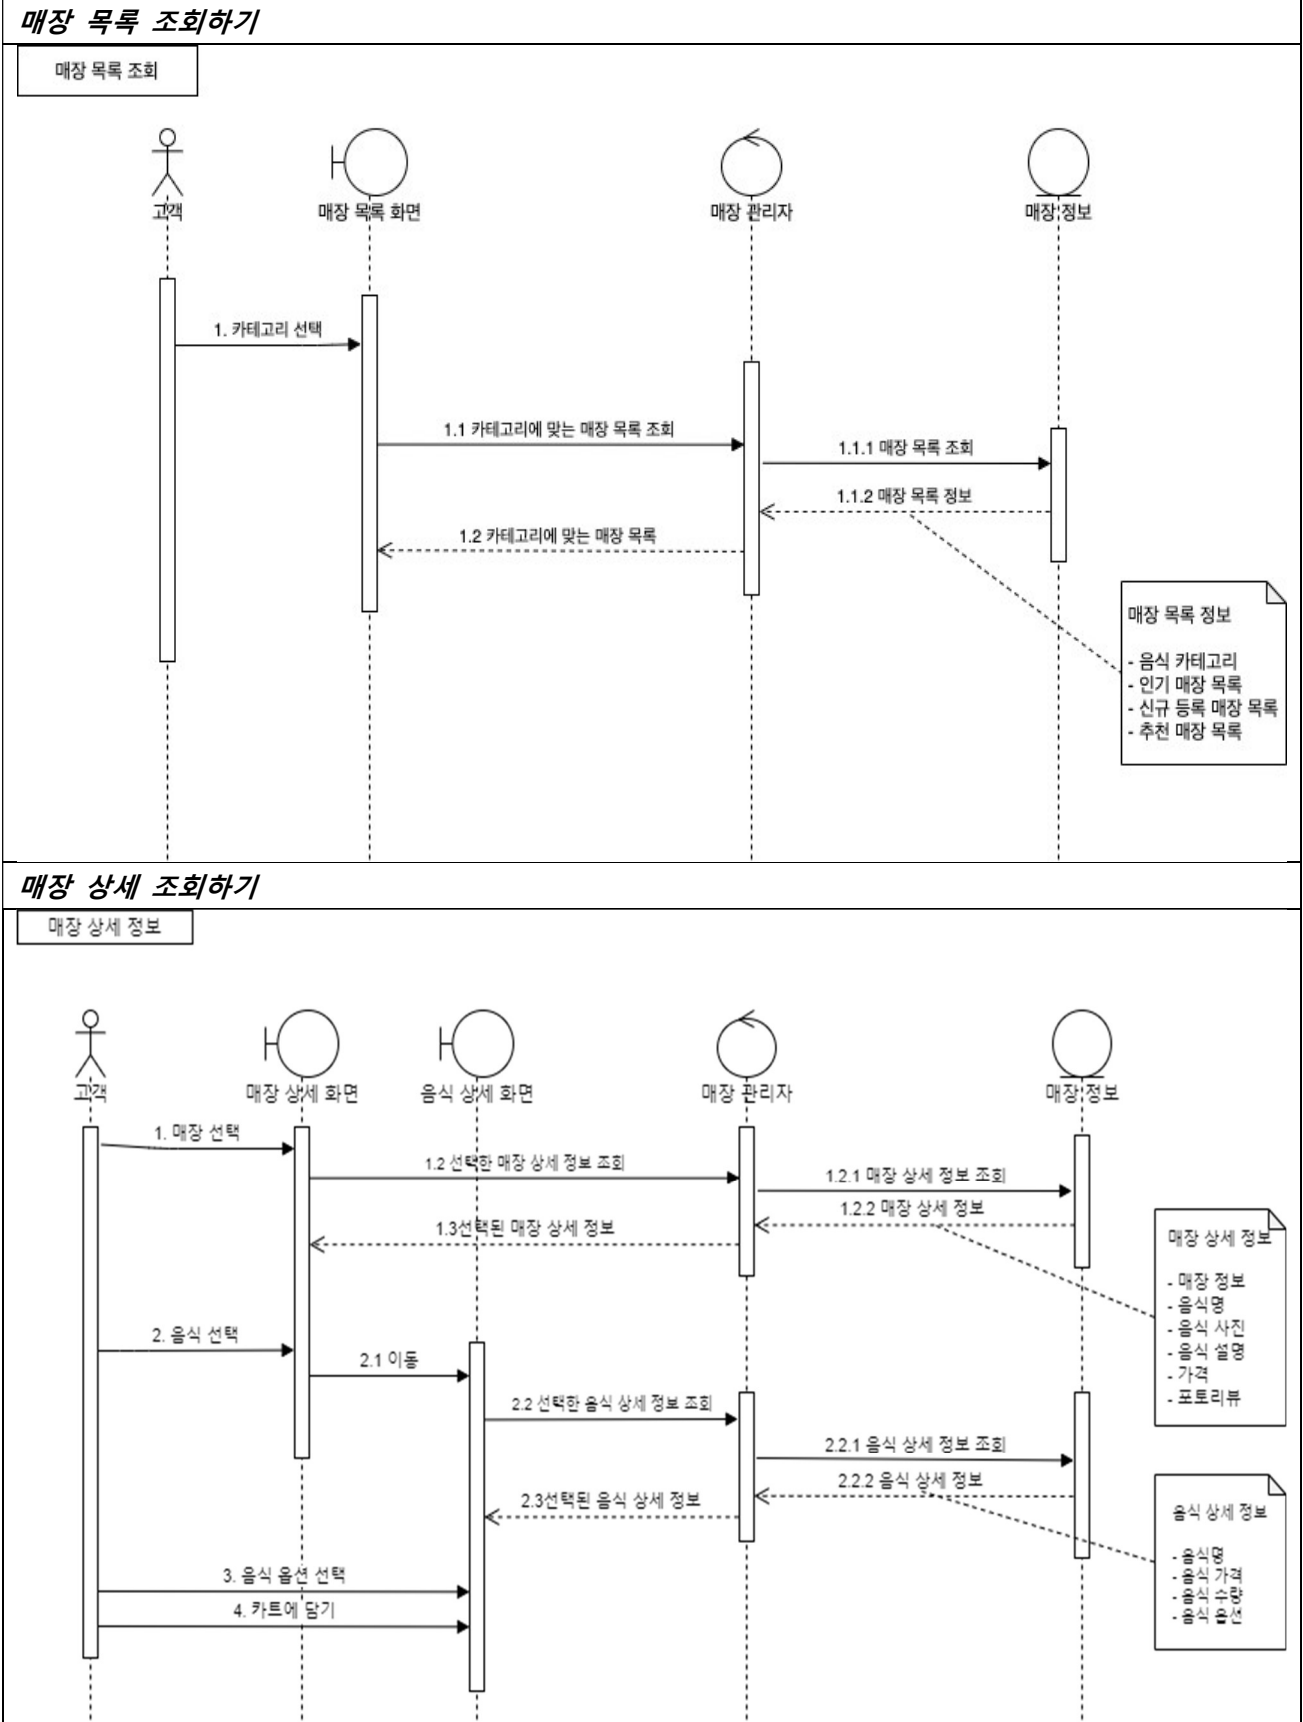 매장 목록 조회하기
매장 목록 조회
고객
매장 목록 화면
매장 관리자
매장 정보
1. 카테고리 선택
1.1 카테고리에 맞는 매장 목록 조회
1.1.1 매장 목록 조회
1.1.2 매장 목록 정보
1.2 카테고리에 맞는 매장 목록
매장 목록 정보
- 음식 카테고리
- 인기 매장 목록
- 신규 등록 매장 목록
- 추천 매장 목록
매장 상세 조회하기
매장 상세 정보
고객
매장 상세 화면
음식 상세 화면
매장 관리자
매장 정보
1. 매장 선택
1.2 선택한 매장 상세 정보 조회
1.2.1 매장 상세 정보 조회
1.2.2 매장 상세 정보
1.3선택된 매장 상세 정보
매장 상세 정보
- 매장 정보
- 음식명
- 음식 사진
- 음식 설명
- 가격
- 포토리뷰
2. 음식 선택
2.1 이동
2.2 선택한 음식 상세 정보 조회
2.2.1 음식 상세 정보 조회
2.2.2 음식 상세 정보
2.3선택된 음식 상세 정보
음식 상세 정보
- 음식명
- 음식 가격
- 음식 수량
- 음식 옵션
3. 음식 옵션 선택
4. 카트에 담기